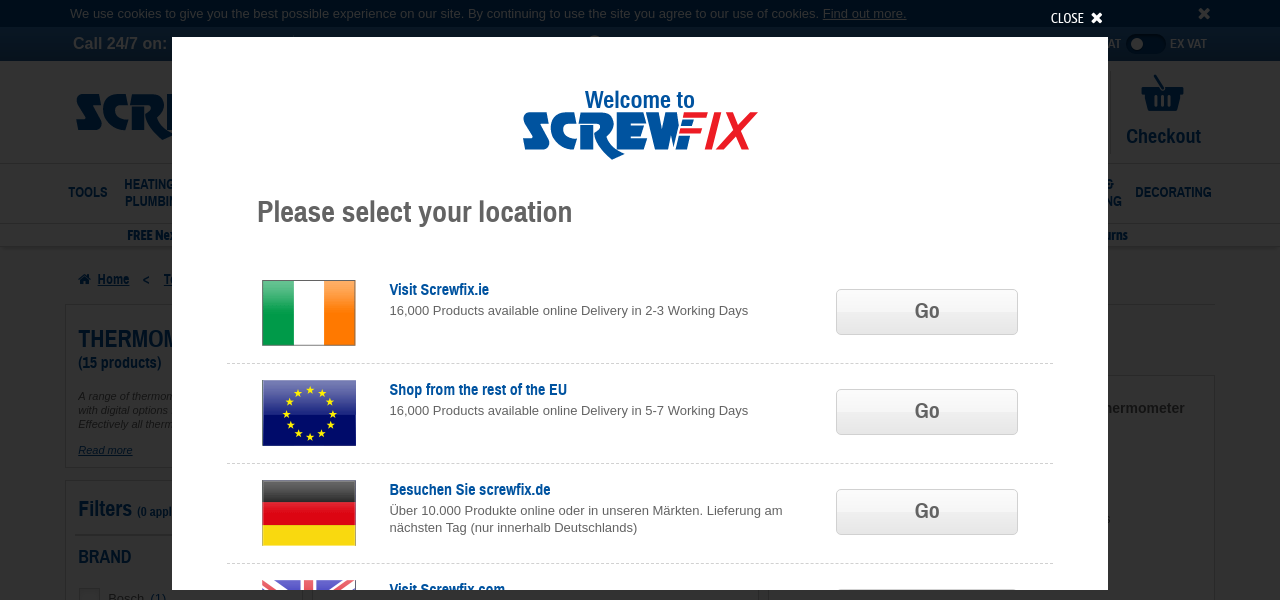 We use cookies to give you the best possible experience on our site. By continuing to use the site you agree to our use of cookies. Find out more.
CLOSE
Call 24/7 on:
EX VAT
Welcome to
SCREWFIX
Checkout
Please select your location
TOOLS
HEATING
PLUMBIN
DECORATING
FREE Ne
Home < T
Visit Screwfix.ie
16,000 Products available online Delivery in 2-3 Working Days
Go
THERMOM
(15 products)
A range of thermom
with digital options
Effectively all therm
Read more
Shop from the rest of the EU
16,000 Products available online Delivery in 5-7 Working Days
Go
Filters (0 appl
BRAND
Bosch (1)
Besuchen Sie screwfix.de
Über 10.000 Produkte online oder in unseren Märkten. Lieferung am
nächsten Tag (nur innerhalb Deutschlands)
Go
Visit Screwfix.com